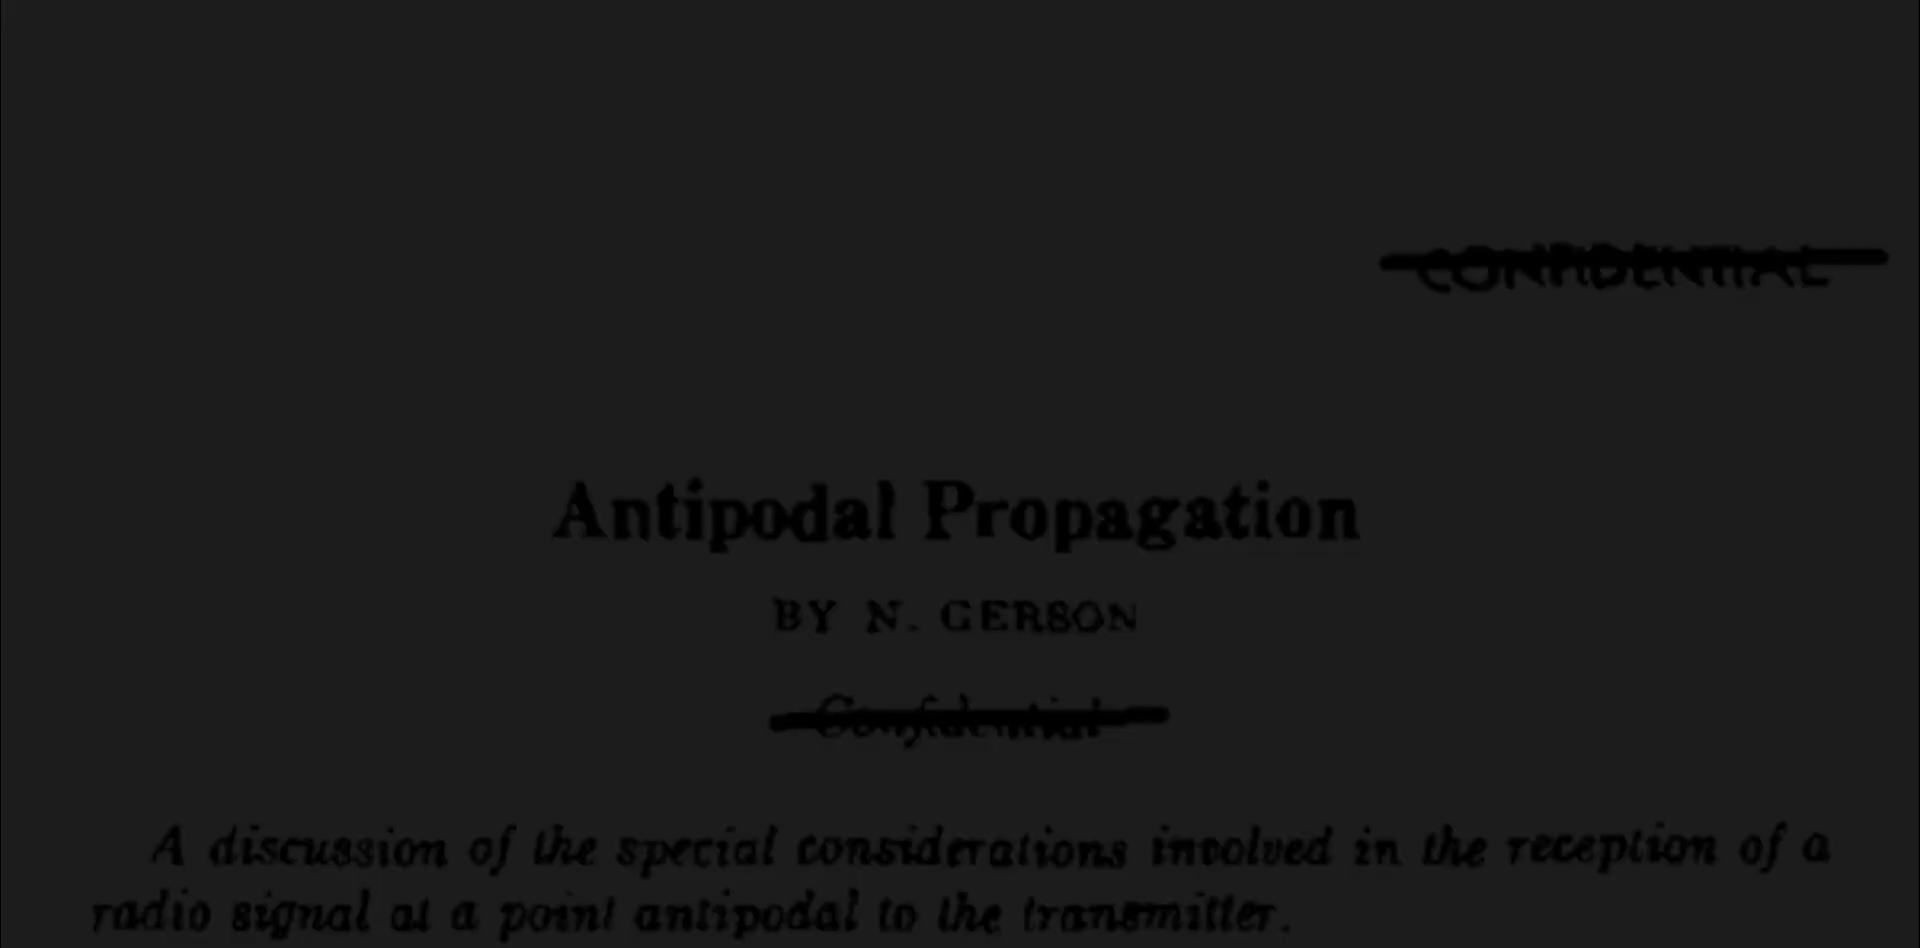 CONFIDENTIAL
Antipodal Propagation
BY N. GERSON
Confidential
A discussion of the special considerations involved in the reception of a
radio signal at a point antipodal to the transmitter.